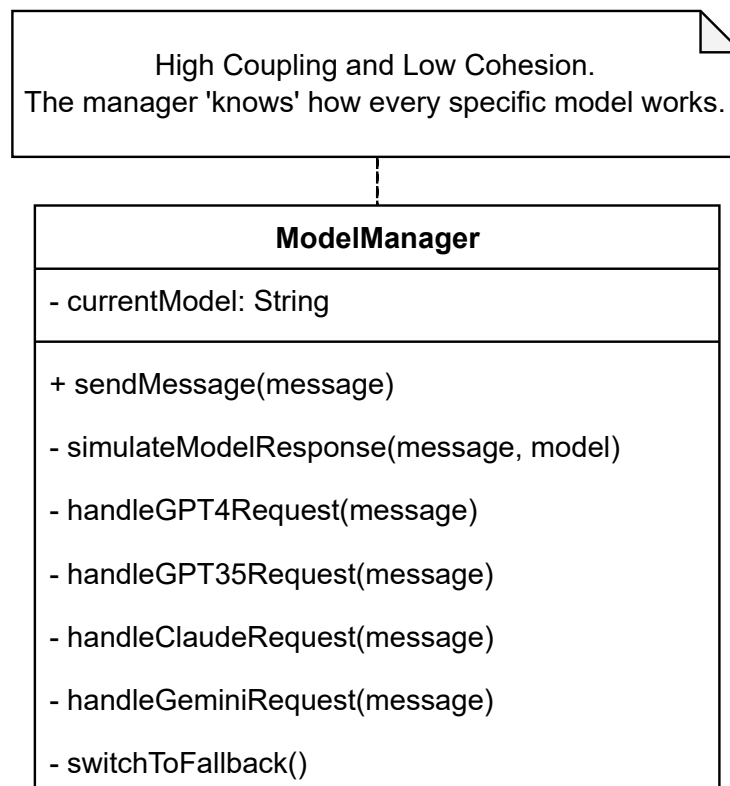 High Coupling and Low Cohesion.
The manager 'knows' how every specific model works.
ModelManager
- currentModel: String
+ sendMessage(message)
- simulateModelResponse(message, model)
- handleGPT4Request(message)
- handleGPT35Request(message)
- handleClaudeRequest(message)
- handleGeminiRequest(message)
- switchToFallback()